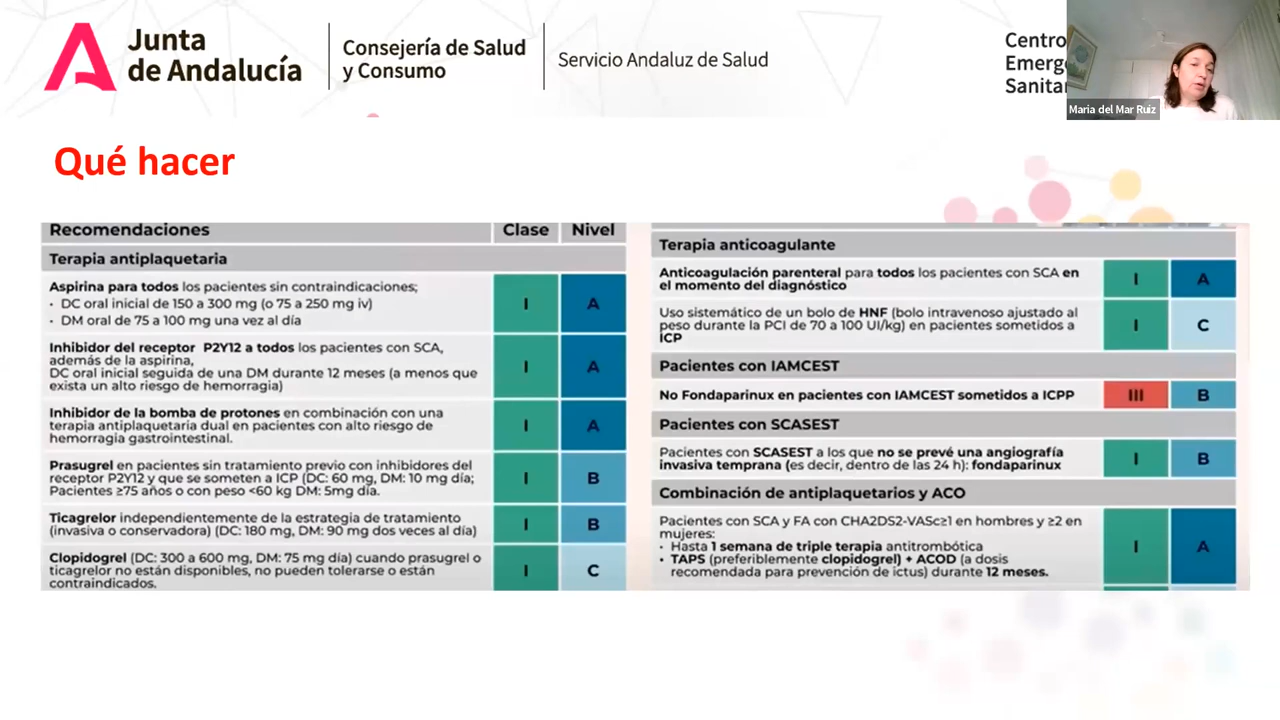 Junta
de Andalucía
Consejería de Salud
y Consumo
Servicio Andaluz de Salud
Centro
Emerg
Sanitar
Maria del Mar Ruiz
Qué hacer
Recomendaciones Clase Nivel
Terapia antiplaquetaria
Aspirina para todos los pacientes sin contraindicaciones;
• DC oral inicial de 150 a 300 mg (o 75 a 250 mg iv)
• DM oral de 75 a 100 mg una vez al día
I A
Inhibidor del receptor P2Y12 a todos los pacientes con SCA,
además de la aspirina,
DC oral inicial seguida de una DM durante 12 meses (a menos que
exista un alto riesgo de hemorragia)
I A
Inhibidor de la bomba de protones en combinación con una
terapia antiplaquetaria dual en pacientes con alto riesgo de
hemorragia gastrointestinal.
I A
Prasugrel en pacientes sin tratamiento previo con inhibidores del
receptor P2Y12 y que se someten a ICP (DC: 60 mg, DM: 10 mg día;
Pacientes ≥75 años o con peso <60 kg DM: 5mg día.
I B
Ticagrelor independientemente de la estrategia de tratamiento
(invasiva o conservadora) (DC: 180 mg, DM: 90 mg dos veces al día)
I B
Clopidogrel (DC: 300 a 600 mg, DM: 75 mg día) cuando prasugrel o
ticagrelor no están disponibles, no pueden tolerarse o están
contraindicados.
I C
Terapia anticoagulante
Anticoagulación parenteral para todos los pacientes con SCA en
el momento del diagnóstico
I A
Uso sistemático de un bolo de HNF (bolo intravenoso ajustado al
peso durante la PCI de 70 a 100 UI/kg) en pacientes sometidos a
ICP
I C
Pacientes con IAMCEST
No Fondaparinux en pacientes con IAMCEST sometidos a ICPP
III B
Pacientes con SCASEST
Pacientes con SCASEST a los que no se prevé una angiografía
invasiva temprana (es decir, dentro de las 24 h): fondaparinux
I B
Combinación de antiplaquetarios y ACO
Pacientes con SCA y FA con CHA2DS2-VASc≥1 en hombres y ≥2 en
mujeres:
• Hasta 1 semana de triple terapia antitrombótica
• TAPS (preferiblemente clopidogrel) + ACOD (a dosis
recomendada para prevención de ictus) durante 12 meses.
I A